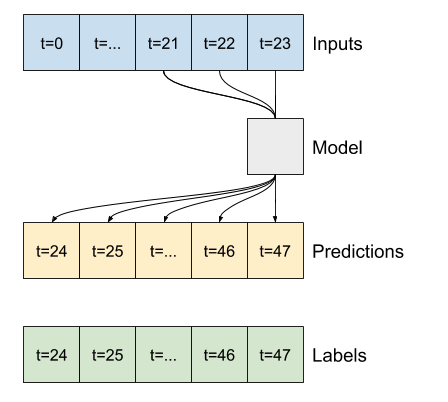 t=0 t=... t=21 t=22 t=23 Inputs
Model
t=24 t=25 t=... t=46 t=47 Predictions
t=24 t=25 t=... t=46 t=47 Labels